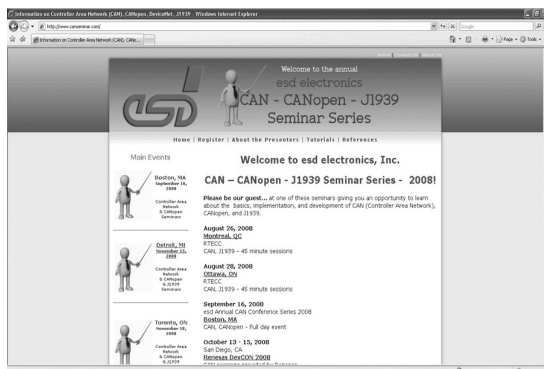 Information on Controller Area Network (CAN), CANopen, DeviceNet, J1939 - Windows Internet Explorer
http://www.canseminar.com/
Google
Information on Controller Area Network (CAN), CANo...
Page
Tools
Home | Contact Us | About Us
esd
Welcome to the annual
esd electronics
CAN - CANopen - J1939
Seminar Series
Home | Register | About the Presenters | Tutorials | References
Main Events
Boston, MA
September 16,
2008
Controller Area
Network
& CANopen
Seminars
Detroit, MI
November 13,
2008
Controller Area
Network
& CANopen
& J1939
Seminars
Toronto, ON
November 18,
2008
Controller Area
Network
& CANopen
& J1939
Welcome to esd electronics, Inc.
CAN – CANopen - J1939 Seminar Series - 2008!
Please be our guest... at one of these seminars giving you an opportunity to learn
about the basics, implementation, and development of CAN (Controller Area Network),
CANopen, and J1939.
August 26, 2008
Montreal, QC
RTECC
CAN, J1939 - 45 minute sessions
August 28, 2008
Ottawa, ON
RTECC
CAN, J1939 - 45 minute sessions
September 16, 2008
esd Annual CAN Conference Series 2008
Boston, MA
CAN, CANopen - Full day event
October 13 - 15, 2008
San Diego, CA
Renesas DevCON 2008